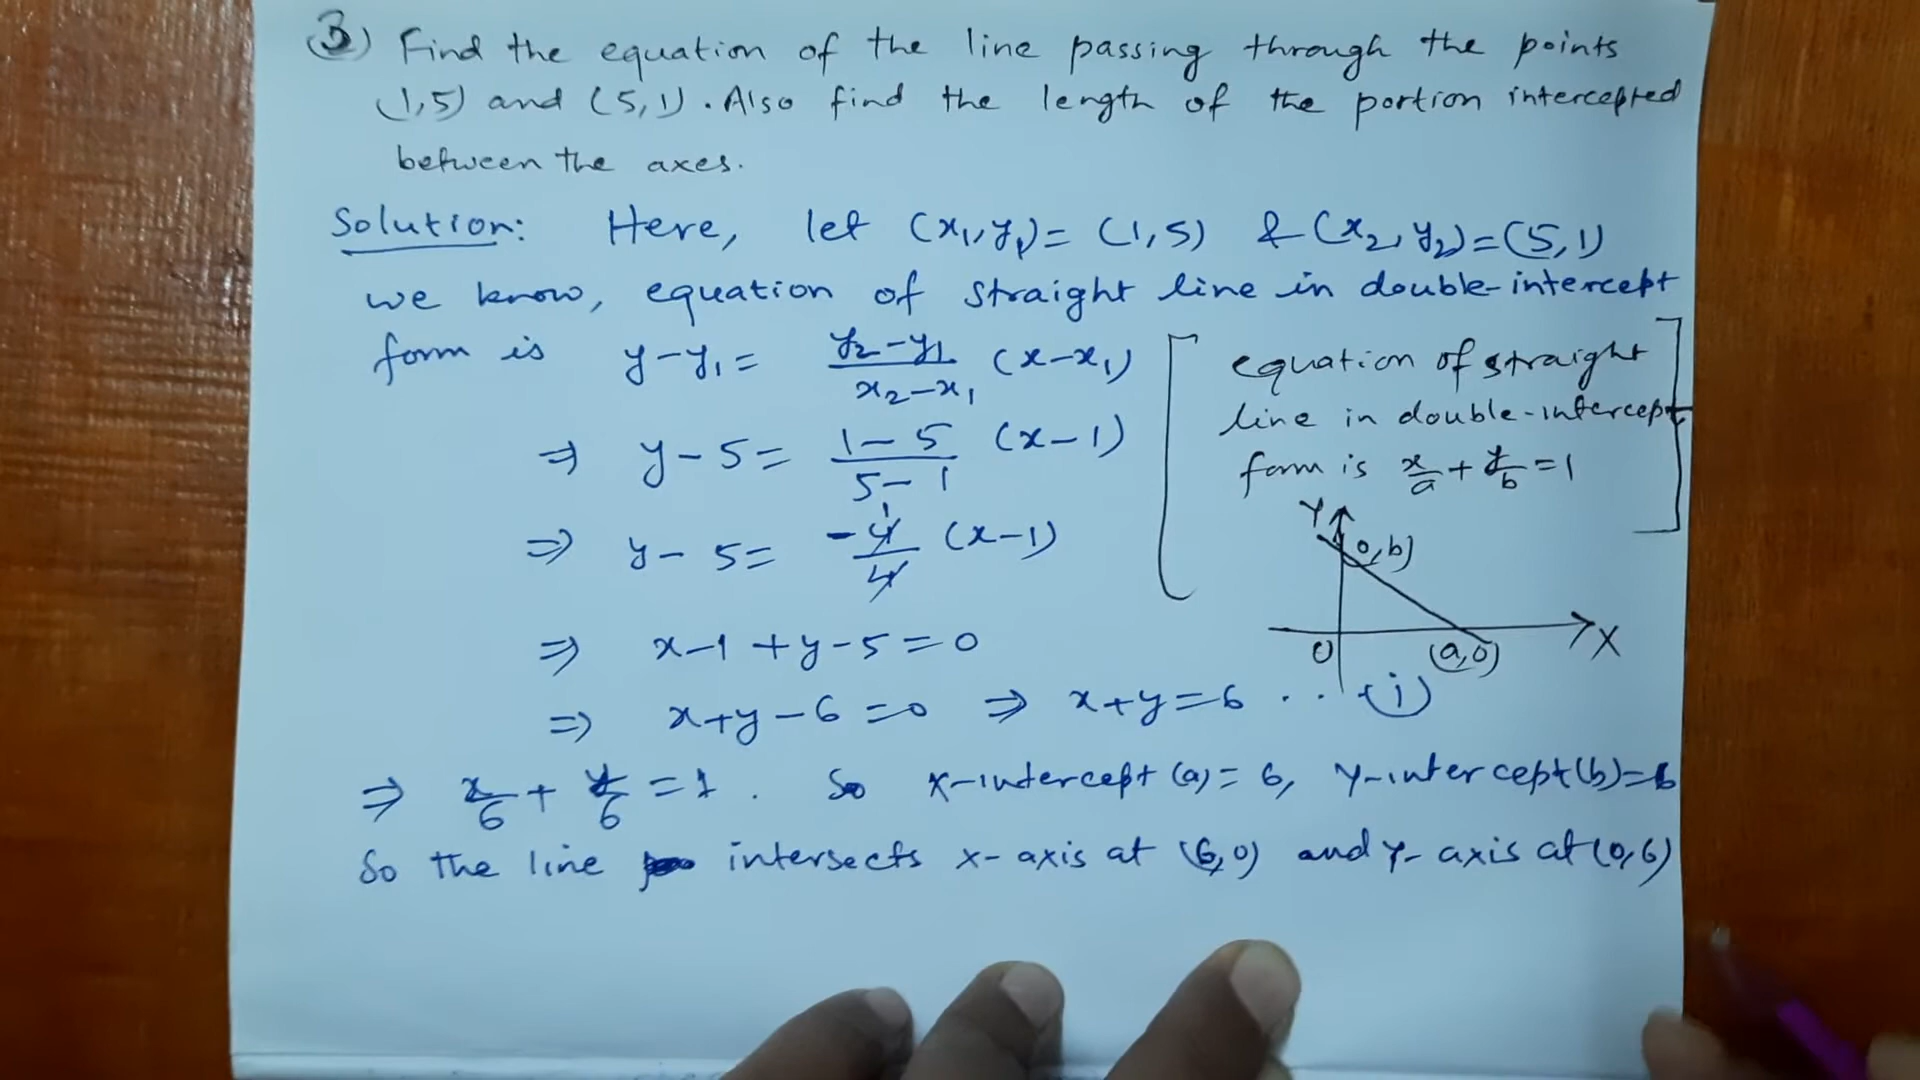 3) Find the equation of the line passing through the points
(1,5) and (5,1). Also find the length of the portion intercepted
between the axes.
Solution: Here, let (x₁,y₁)= (1,5) & (x₂,y₂)=(5,1)
we know, equation of straight line in double-intercept
form is y-y₁ = (y₂-y₁)/(x₂-x₁) (x-x₁)
⇒ y-5= (1-5)/(5-1) (x-1)
⇒ y-5= -4/4 (x-1)
1
[equation of straight
line in double-intercept
form is x/a + y/b = 1]
Y
(0,b)
O
(a,0)
X
⇒ x-1+y-5=0
⇒ x+y-6=0 ⇒ x+y=6 ... (i)
⇒ x/6 + y/6 = 1. So x-intercept (a)= 6, Y-intercept(b)=6
So the line intersects x-axis at (6,0) and Y-axis at (0,6)